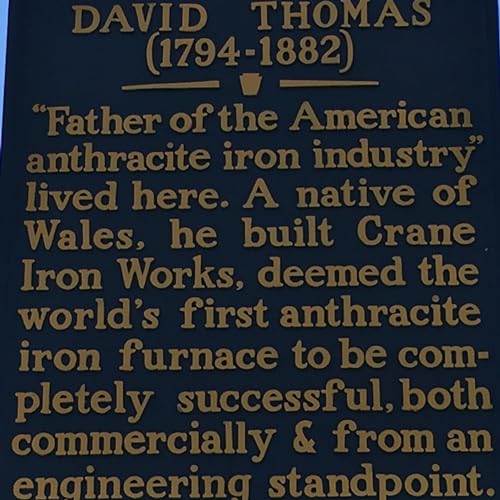 DAVID THOMAS
(1794-1882)
"Father of the American
anthracite iron industry"
lived here. A native of
Wales, he built Crane
Iron Works, deemed the
world's first anthracite
iron furnace to be com-
pletely successful, both
commercially & from an
engineering standpoint.